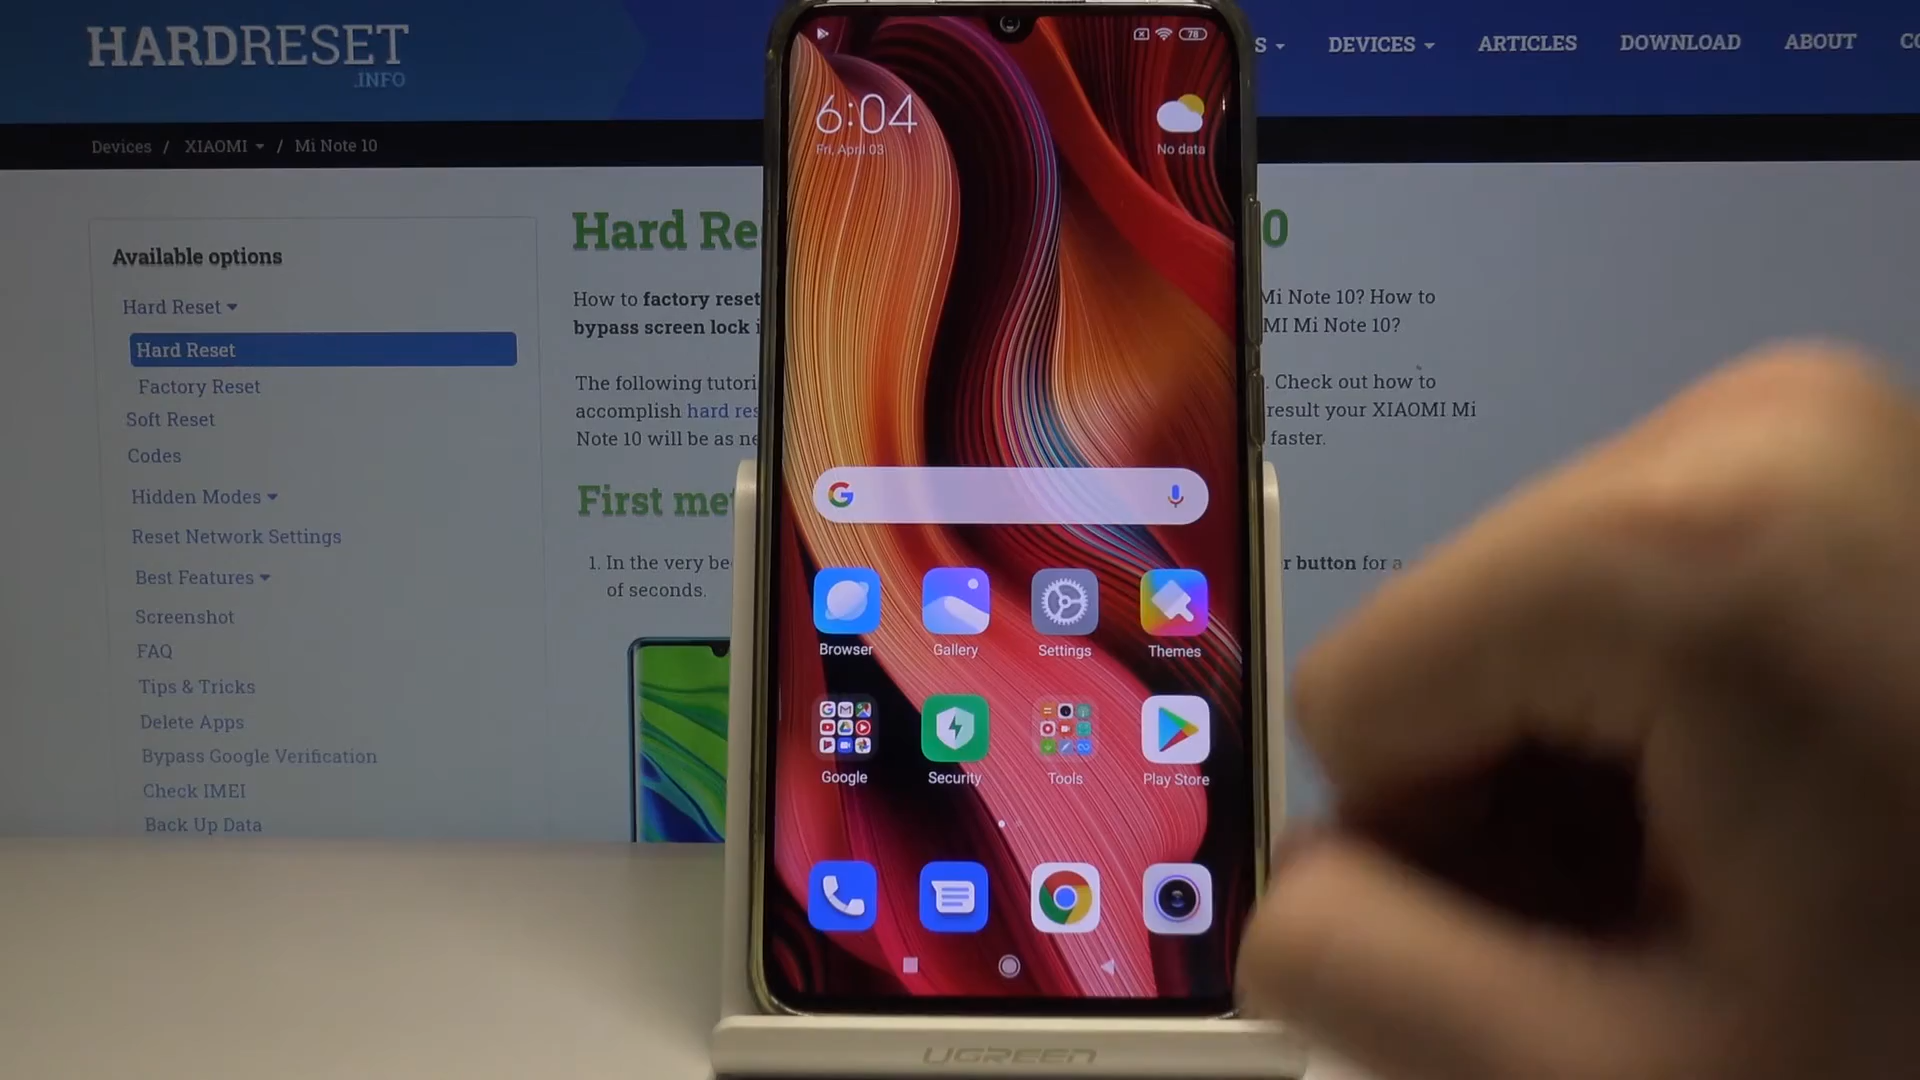 HARDRESET
.INFO
S
DEVICES
ARTICLES
DOWNLOAD
ABOUT
Devices / XIAOMI / Mi Note 10
Available options
Hard Reset
Hard Reset
Factory Reset
Soft Reset
Codes
Hidden Modes
Reset Network Settings
Best Features
Screenshot
FAQ
Tips & Tricks
Delete Apps
Bypass Google Verification
Check IMEI
Back Up Data
Hard Re 0
How to factory reset Mi Note 10? How to
bypass screen lock i MI Mi Note 10?
The following tutori . Check out how to
accomplish hard res result your XIAOMI Mi
Note 10 will be as ne faster.
First me
1. In the very be r button for a
of seconds.
78
6:04
Fri, April 03
No data
G
Browser
Gallery
Settings
Themes
Google
Security
Tools
Play Store
UGREEN